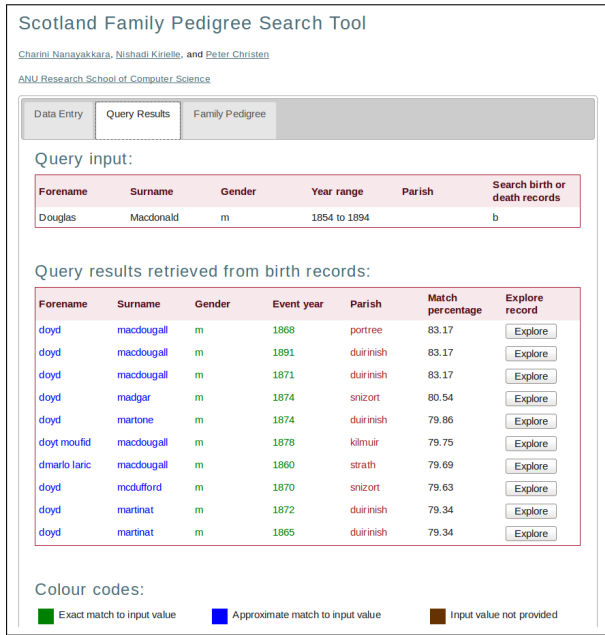 Scotland Family Pedigree Search Tool
Charini Nanayakkara, Nishadi Kirielle, and Peter Christen
ANU Research School of Computer Science
Data Entry Query Results Family Pedigree
Query input:
Forename Surname Gender Year range Parish Search birth or death records
Douglas Macdonald m 1854 to 1894 b
Query results retrieved from birth records:
Forename Surname Gender Event year Parish Match percentage Explore record
doyd macdougall m 1868 portree 83.17 Explore
doyd macdougall m 1891 duirinish 83.17 Explore
doyd macdougall m 1871 duirinish 83.17 Explore
doyd madgar m 1874 snizort 80.54 Explore
doyd martone m 1874 duirinish 79.86 Explore
doyt moufid macdougall m 1878 kilmuir 79.75 Explore
dmarlo laric macdougall m 1860 strath 79.69 Explore
doyd mcdufford m 1870 snizort 79.63 Explore
doyd martinat m 1872 duirinish 79.34 Explore
doyd martinat m 1865 duirinish 79.34 Explore
Colour codes:
Exact match to input value Approximate match to input value Input value not provided